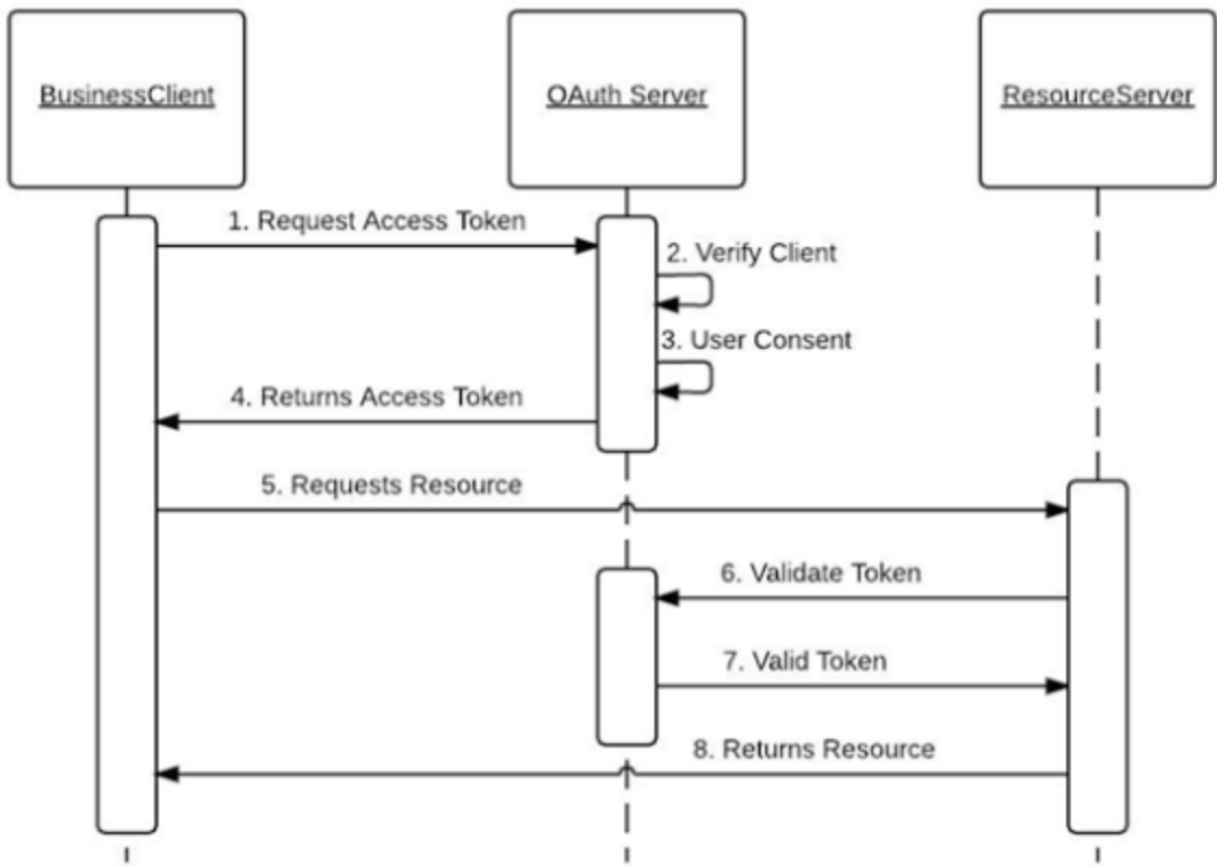 BusinessClient
OAuth Server
ResourceServer
1. Request Access Token
2. Verify Client
3. User Consent
4. Returns Access Token
5. Requests Resource
6. Validate Token
7. Valid Token
8. Returns Resource